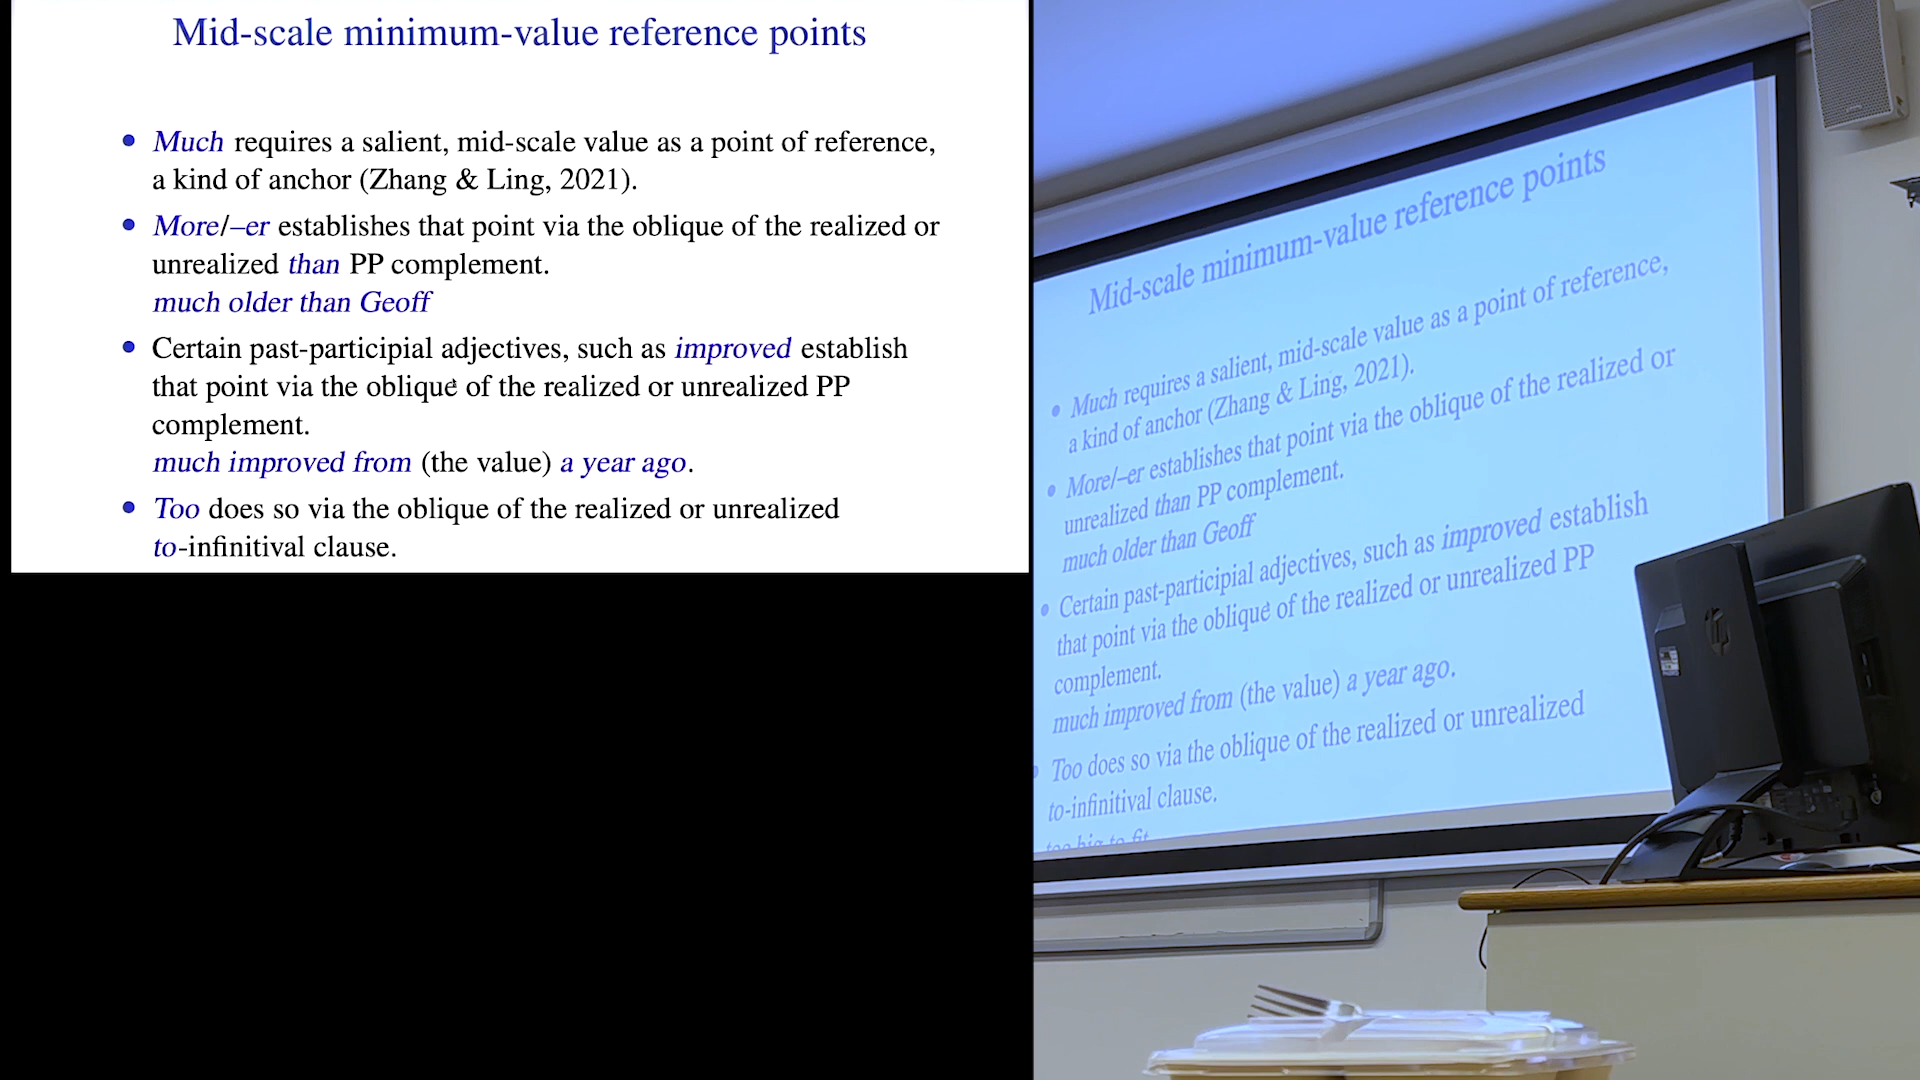 Mid-scale minimum-value reference points
• Much requires a salient, mid-scale value as a point of reference,
a kind of anchor (Zhang & Ling, 2021).
• More/–er establishes that point via the oblique of the realized or
unrealized than PP complement.
much older than Geoff
• Certain past-participial adjectives, such as improved establish
that point via the oblique of the realized or unrealized PP
complement.
much improved from (the value) a year ago.
• Too does so via the oblique of the realized or unrealized
to-infinitival clause.
Mid-scale minimum-value reference points
• Much requires a salient, mid-scale value as a point of reference,
a kind of anchor (Zhang & Ling, 2021).
• More/–er establishes that point via the oblique of the realized or
unrealized than PP complement.
much older than Geoff
• Certain past-participial adjectives, such as improved establish
that point via the oblique of the realized or unrealized PP
complement.
much improved from (the value) a year ago.
• Too does so via the oblique of the realized or unrealized
to-infinitival clause.
too big to fit
hp